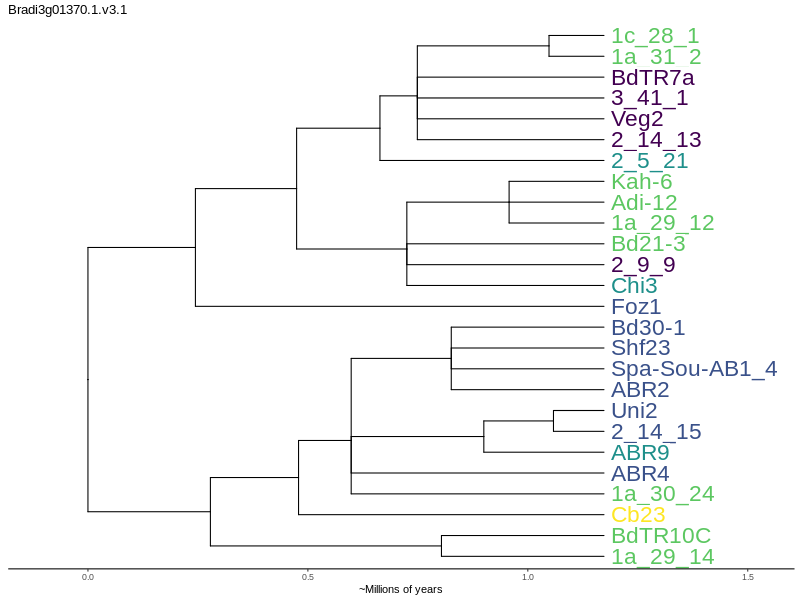 Bradi3g01370.1.v3.1
1c_28_1
1a_31_2
BdTR7a
3_41_1
Veg2
2_14_13
2_5_21
Kah-6
Adi-12
1a_29_12
Bd21-3
2_9_9
Chi3
Foz1
Bd30-1
Shf23
Spa-Sou-AB1_4
ABR2
Uni2
2_14_15
ABR9
ABR4
1a_30_24
Cb23
BdTR10C
1a_29_14
0.0 0.5 1.0 1.5
~Millions of years